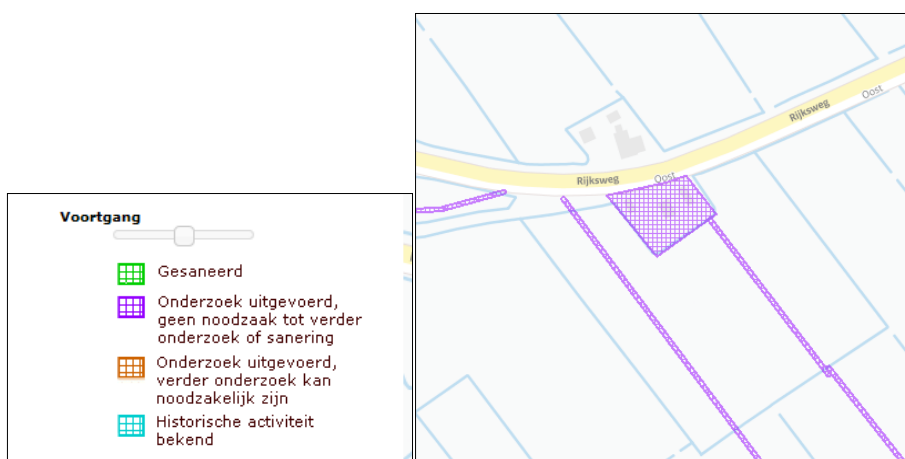 Voortgang
Gesaneerd
Onderzoek uitgevoerd,
geen noodzaak tot verder
onderzoek of sanering
Onderzoek uitgevoerd,
verder onderzoek kan
noodzakelijk zijn
Historische activiteit
bekend
Rijksweg
Oost
Rijksweg
Oost